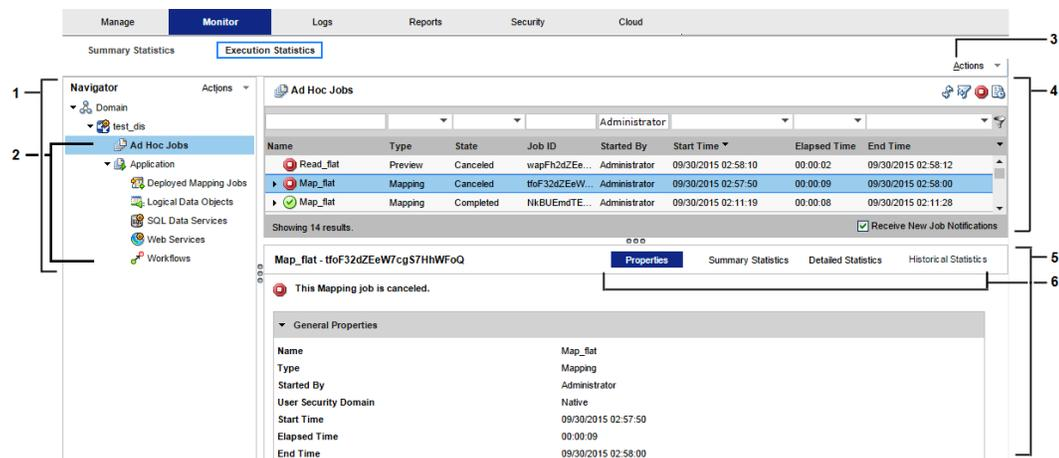 Manage Monitor Logs Reports Security Cloud
Summary Statistics Execution Statistics
3
Actions
1
2
Navigator Actions
Domain
test_dis
Ad Hoc Jobs
Application
Deployed Mapping Jobs
Logical Data Objects
SQL Data Services
Web Services
Workflows
Ad Hoc Jobs
4
Administrator
Name Type State Job ID Started By Start Time Elapsed Time End Time
Read_flat Preview Canceled wapFh2dZEe... Administrator 09/30/2015 02:58:10 00:00:02 09/30/2015 02:58:12
Map_flat Mapping Canceled tfoF32dZEeW... Administrator 09/30/2015 02:57:50 00:00:09 09/30/2015 02:58:00
Map_flat Mapping Completed NkBUEmdTE... Administrator 09/30/2015 02:11:19 00:00:08 09/30/2015 02:11:28
Showing 14 results. Receive New Job Notifications
Map_flat - tfoF32dZEeW7cgS7HhWFoQ Properties Summary Statistics Detailed Statistics Historical Statistics
5
6
This Mapping job is canceled.
General Properties
Name Map_flat
Type Mapping
Started By Administrator
User Security Domain Native
Start Time 09/30/2015 02:57:50
Elapsed Time 00:00:09
End Time 09/30/2015 02:58:00